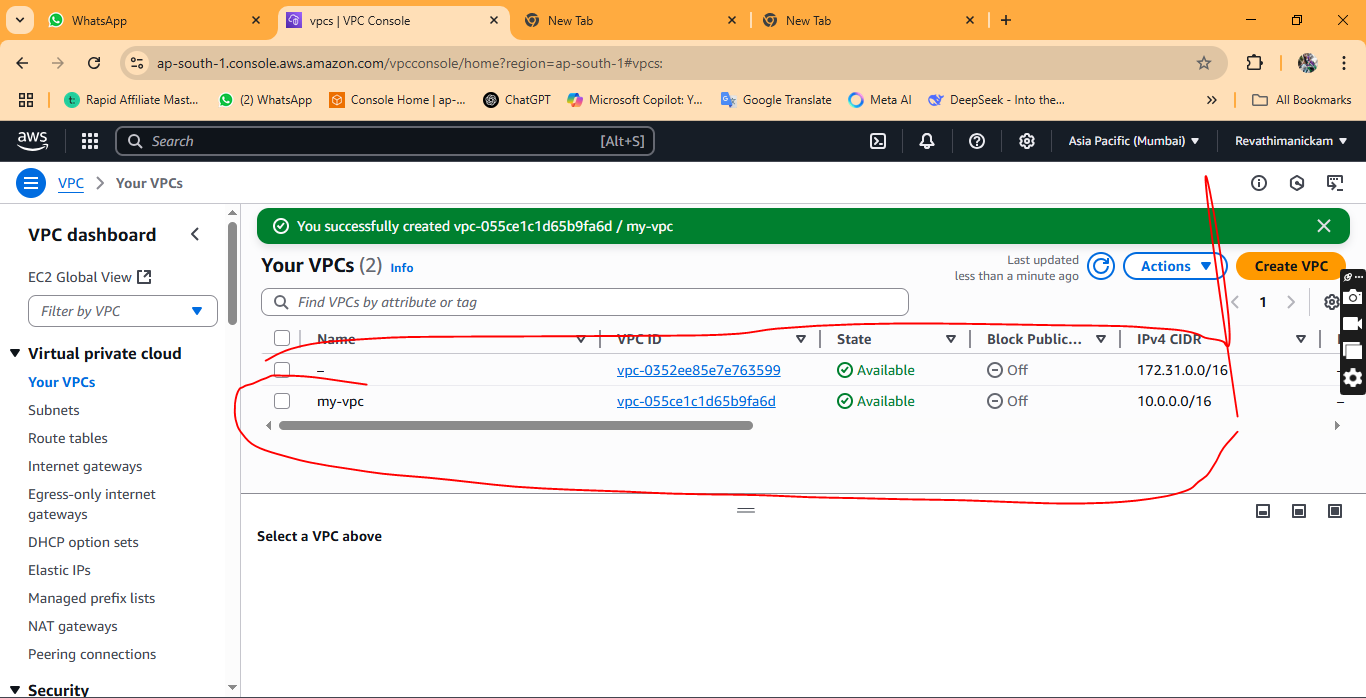 WhatsApp
vpcs | VPC Console
New Tab
New Tab
ap-south-1.console.aws.amazon.com/vpcconsole/home?region=ap-south-1#vpcs:
Rapid Affiliate Mast...
(2) WhatsApp
Console Home | ap-...
ChatGPT
Microsoft Copilot: Y...
Google Translate
Meta AI
DeepSeek - Into the...
All Bookmarks
aws
Search
[Alt+S]
Asia Pacific (Mumbai)
Revathimanickam
VPC
Your VPCs
VPC dashboard
EC2 Global View
Filter by VPC
Virtual private cloud
Your VPCs
Subnets
Route tables
Internet gateways
Egress-only internet
gateways
DHCP option sets
Elastic IPs
Managed prefix lists
NAT gateways
Peering connections
Security
You successfully created vpc-055ce1c1d65b9fa6d / my-vpc
Your VPCs (2) Info
Last updated
less than a minute ago
Actions
Create VPC
Find VPCs by attribute or tag
1
Name VPC ID State Block Public... IPv4 CIDR
– vpc-0352ee85e7e763599 Available Off 172.31.0.0/16 –
my-vpc vpc-055ce1c1d65b9fa6d Available Off 10.0.0.0/16 –
Select a VPC above